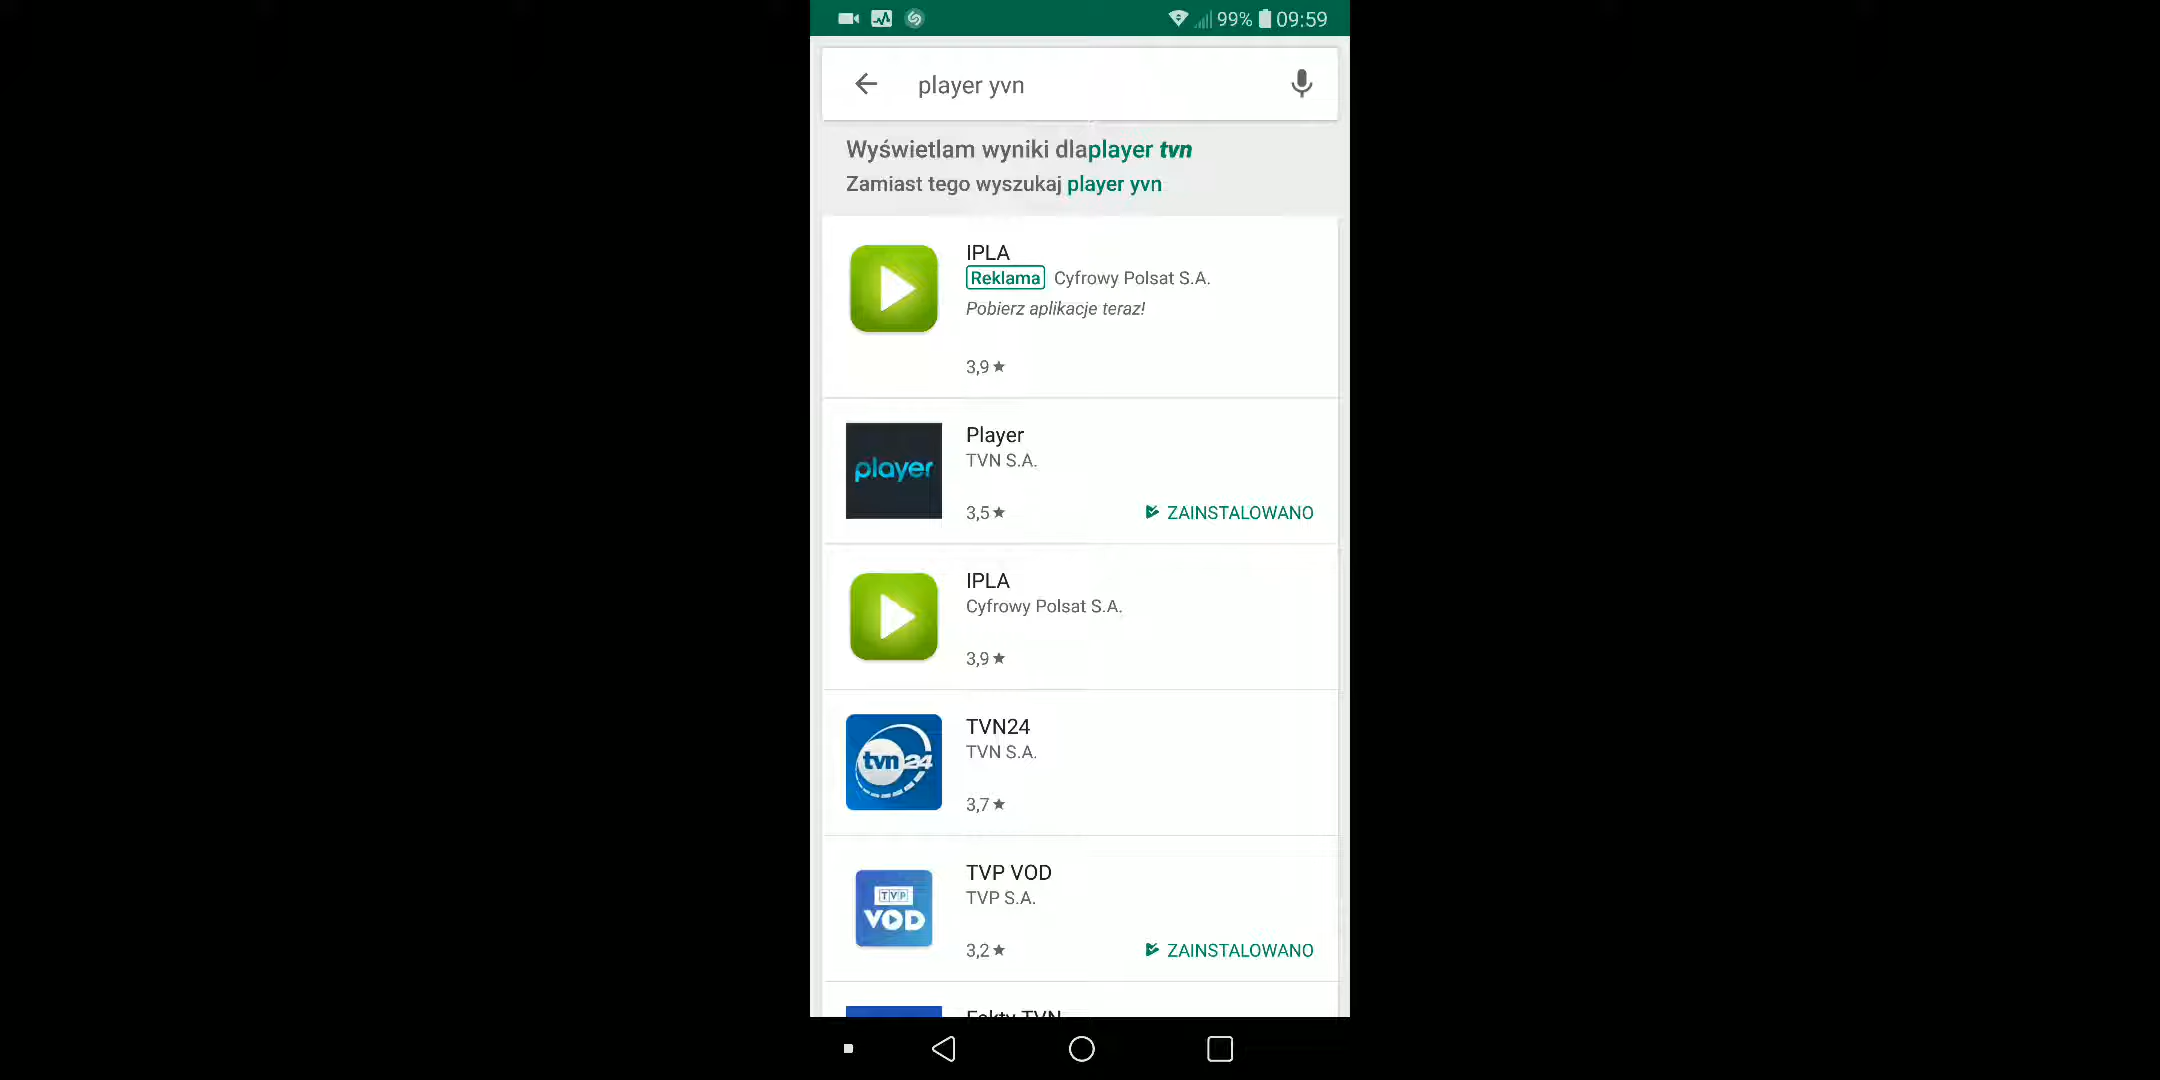 99% 09:59
player yvn
Wyświetlam wyniki dlaplayer tvn
Zamiast tego wyszukaj player yvn
IPLA
Reklama Cyfrowy Polsat S.A.
Pobierz aplikacje teraz!
3,9★
player
Player
TVN S.A.
3,5★ ZAINSTALOWANO
IPLA
Cyfrowy Polsat S.A.
3,9★
tvn24
TVN24
TVN S.A.
3,7★
TVP
VOD
TVP VOD
TVP S.A.
3,2★ ZAINSTALOWANO
Fakty TVN